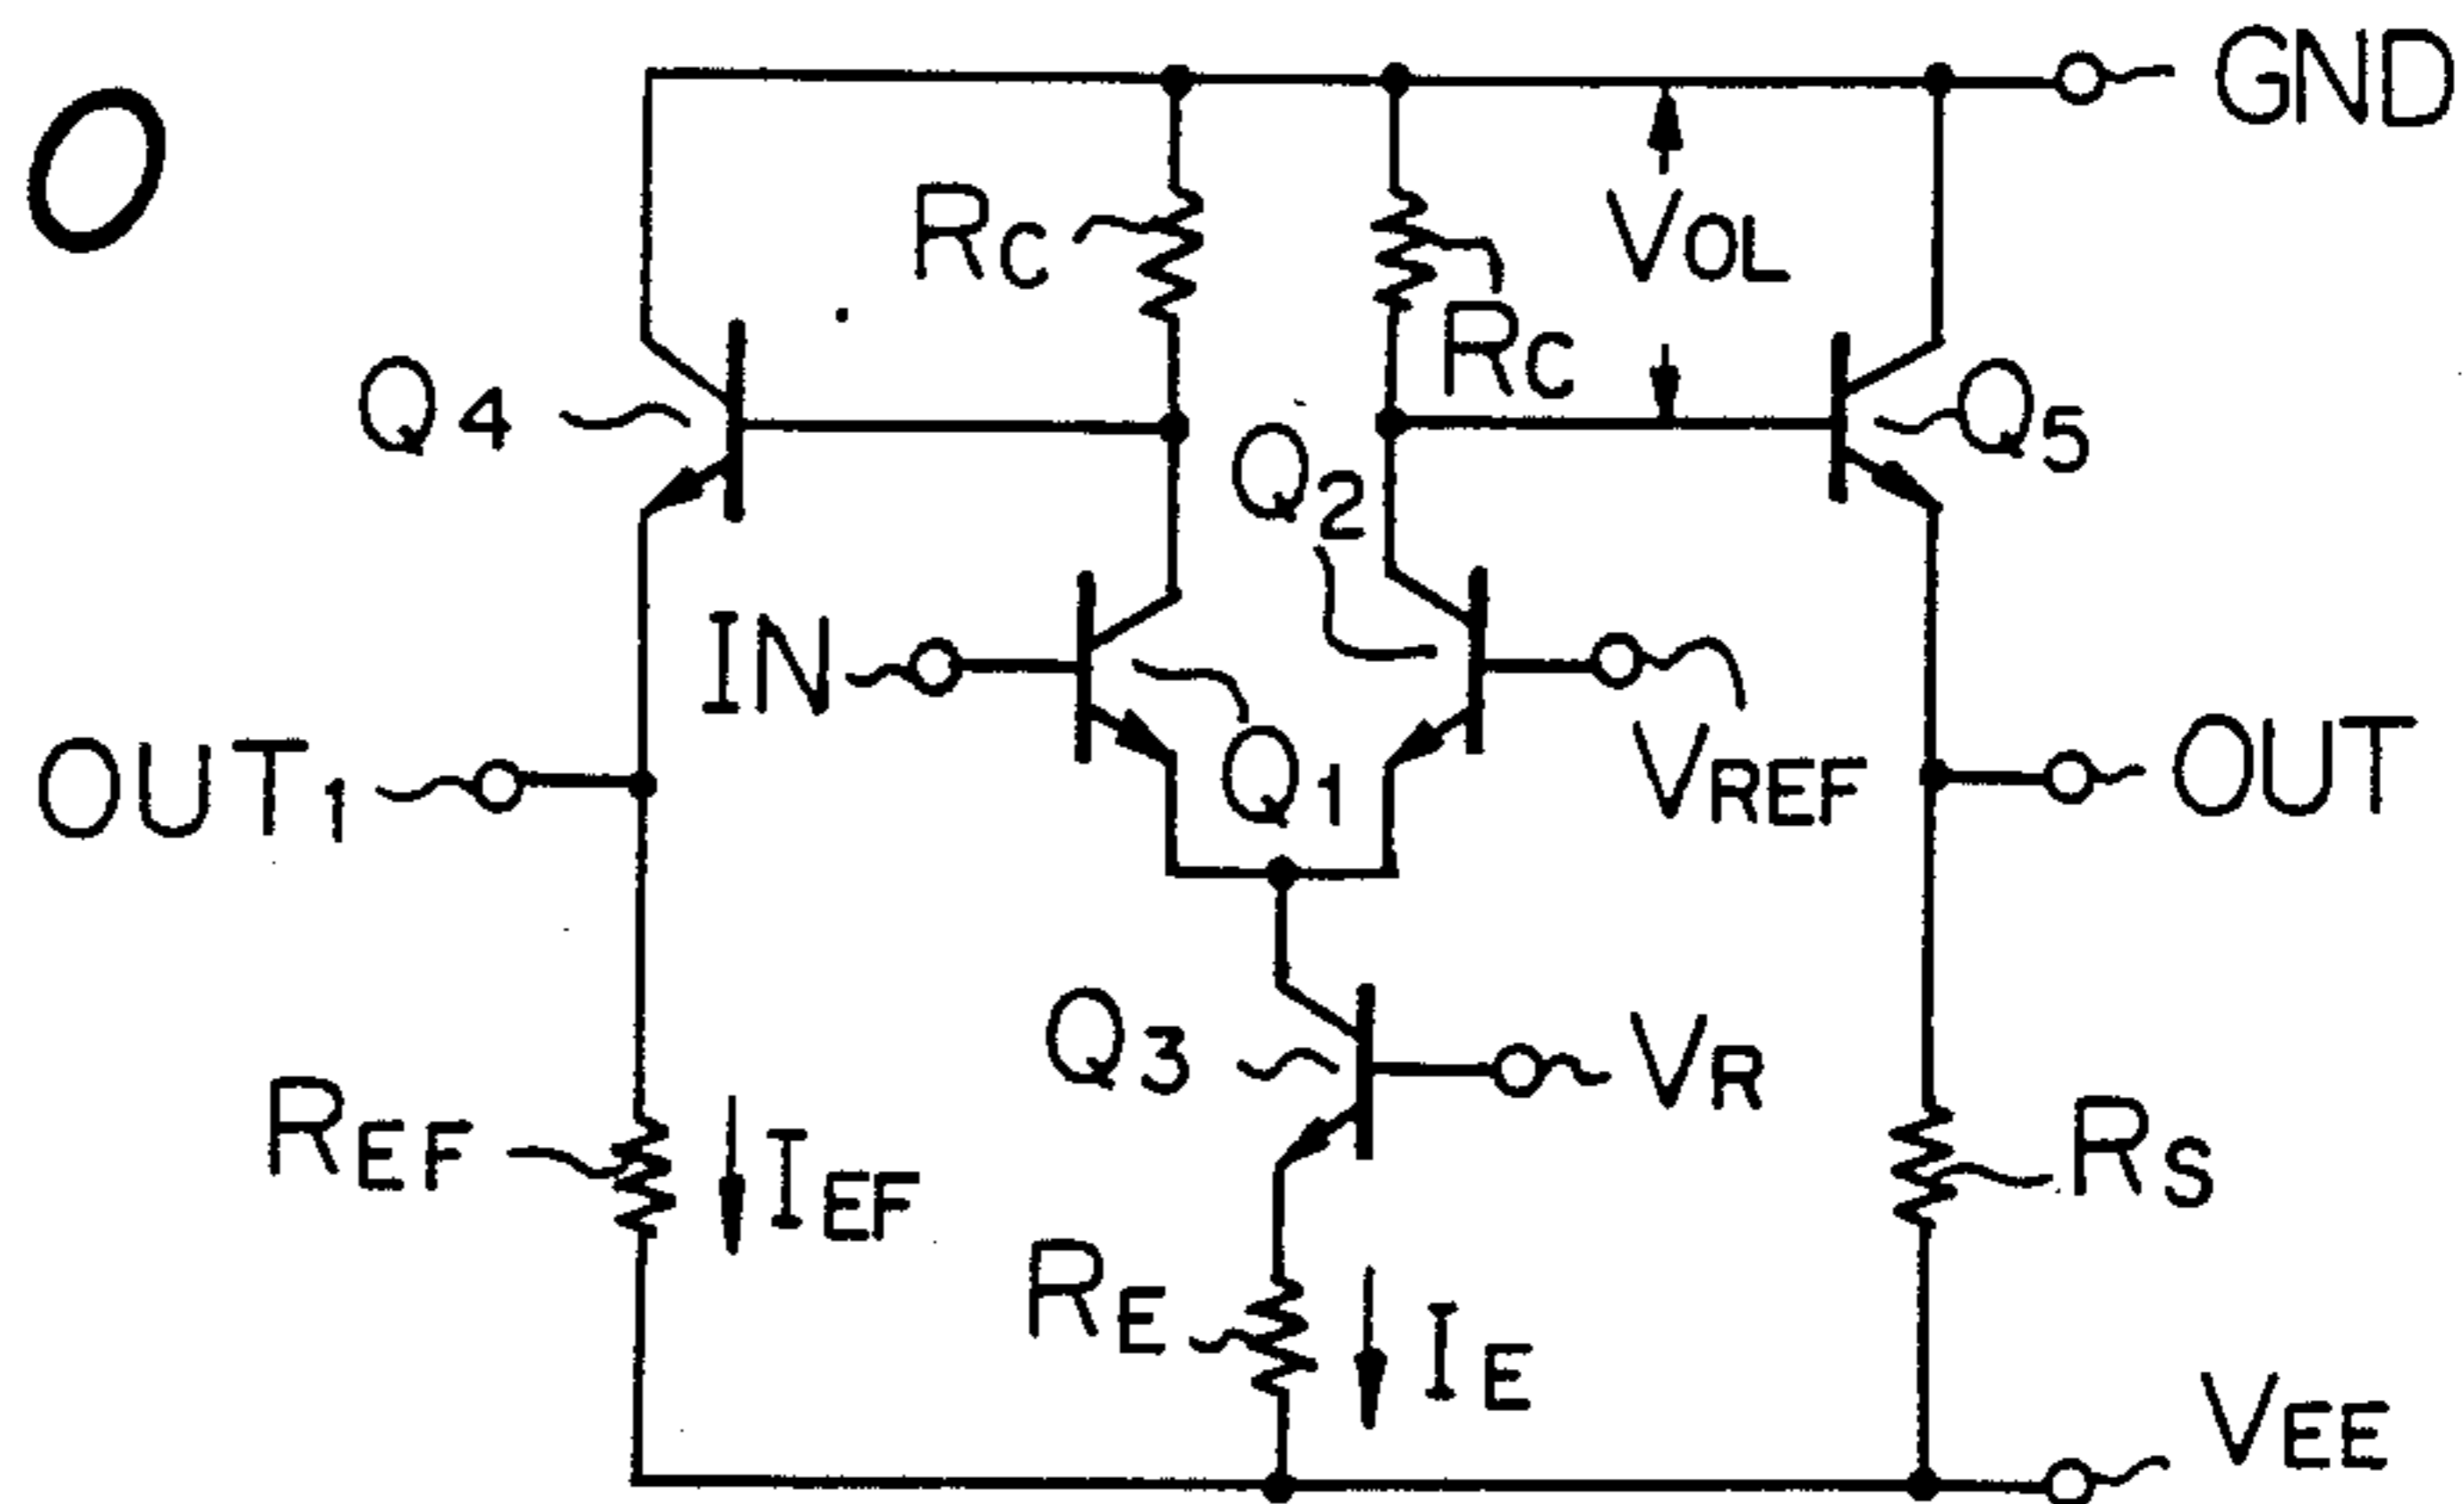 0
GND
RC
VOL
RC
Q4
Q5
Q2
IN
OUT1
Q1
VREF
OUT
Q3
VR
REF
IEF
RS
RE
IE
VEE